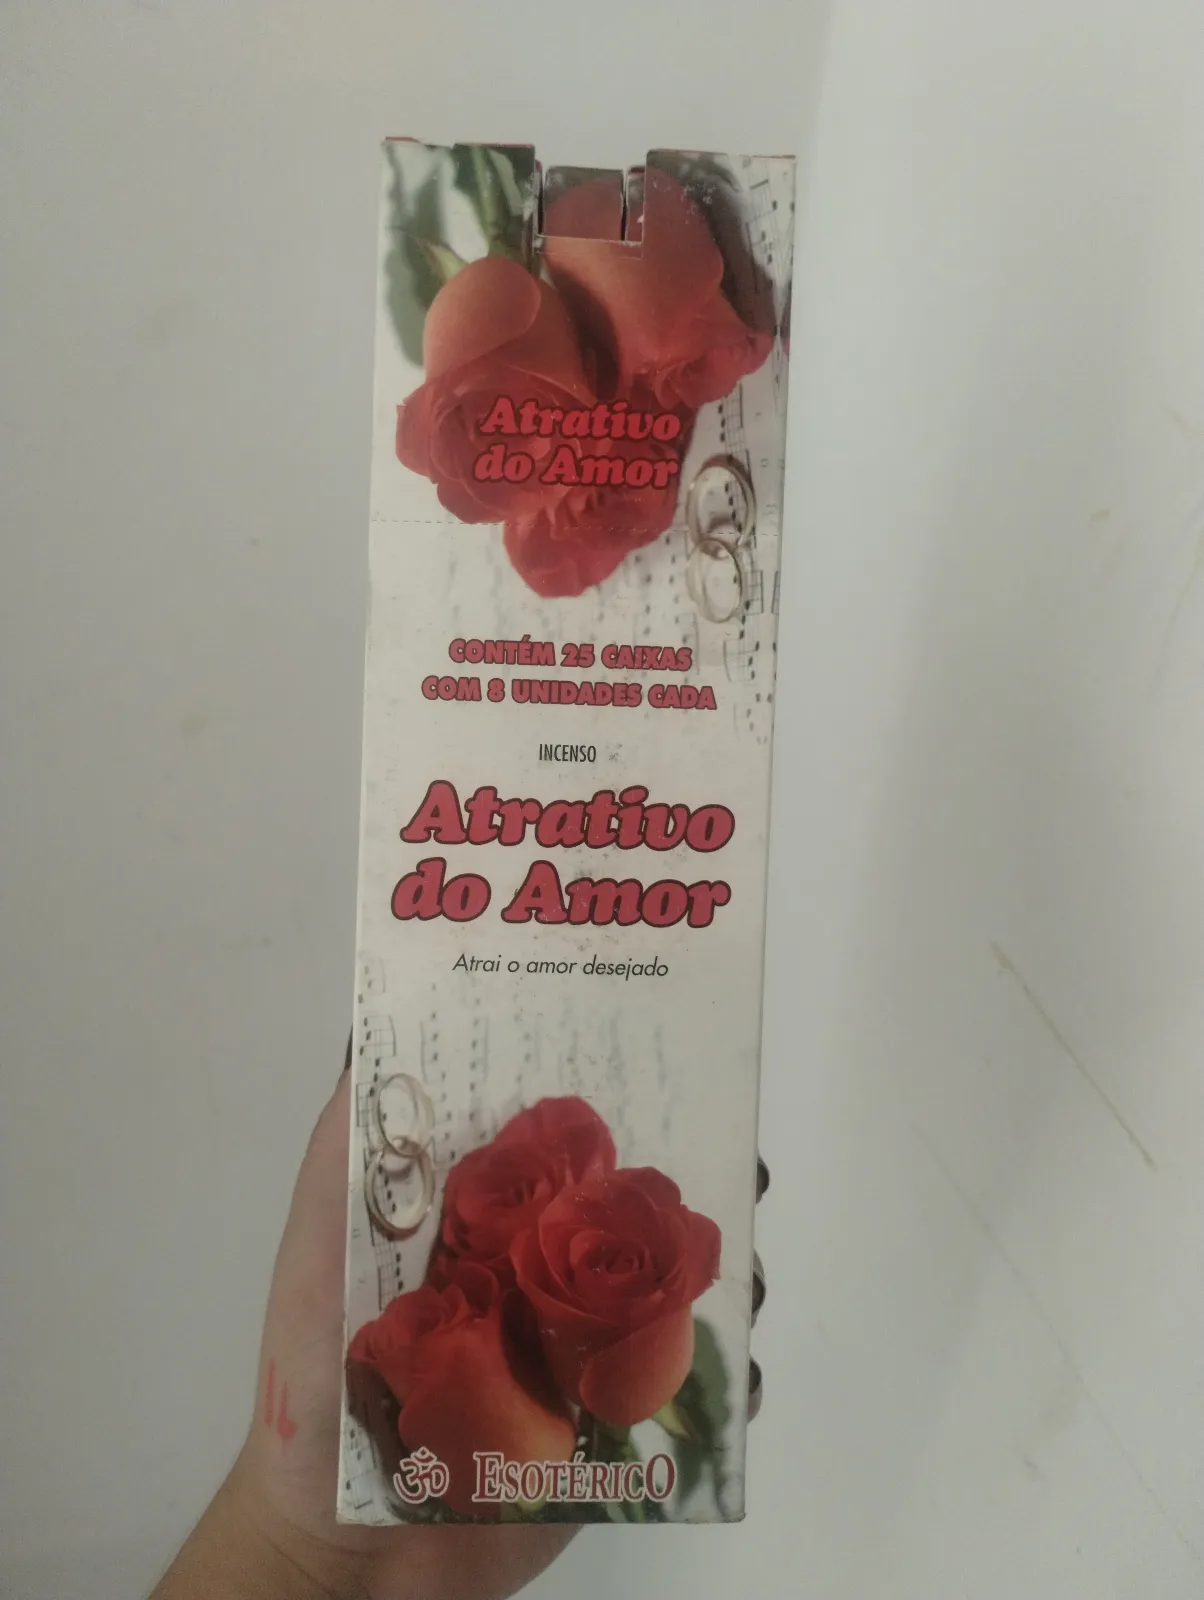 Atrativo
do Amor
CONTÉM 25 CAIXAS
COM 8 UNIDADES CADA
INCENSO
Atrativo
do Amor
Atrai o amor desejado
ॐ ESOTÉRICO